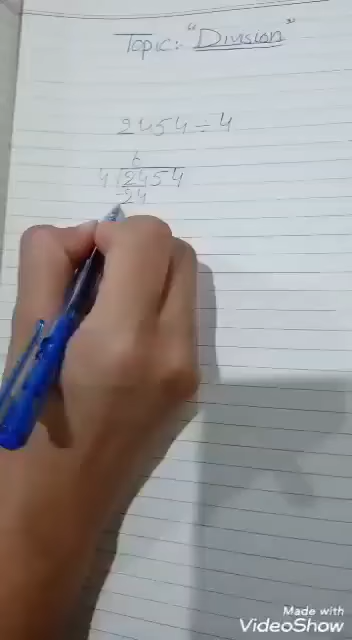 Topic: "Division"
2454 ÷ 4
6
4 2454
-24
Made with
VideoShow